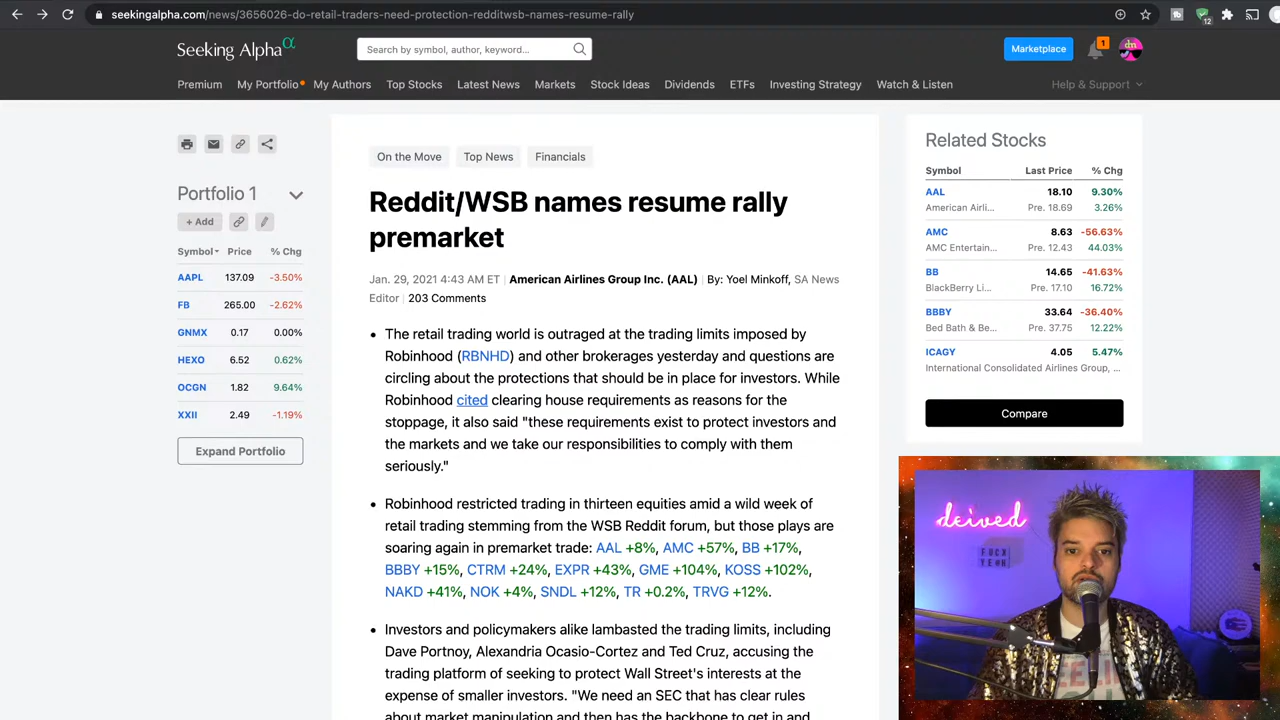 seekingalpha.com/news/3656026-do-retail-traders-need-protection-redditwsb-names-resume-rally
12
Seeking Alpha α
Search by symbol, author, keyword...
Marketplace
1
Premium My Portfolio My Authors Top Stocks Latest News Markets Stock Ideas Dividends ETFs Investing Strategy Watch & Listen Help & Support
Portfolio 1
+ Add
Symbol Price % Chg
AAPL 137.09 -3.50%
FB 265.00 -2.62%
GNMX 0.17 0.00%
HEXO 6.52 0.62%
OCGN 1.82 9.64%
XXII 2.49 -1.19%
Expand Portfolio
On the Move Top News Financials
Reddit/WSB names resume rally
premarket
Jan. 29, 2021 4:43 AM ET | American Airlines Group Inc. (AAL) | By: Yoel Minkoff, SA News
Editor | 203 Comments
• The retail trading world is outraged at the trading limits imposed by
Robinhood (RBNHD) and other brokerages yesterday and questions are
circling about the protections that should be in place for investors. While
Robinhood cited clearing house requirements as reasons for the
stoppage, it also said "these requirements exist to protect investors and
the markets and we take our responsibilities to comply with them
seriously."
• Robinhood restricted trading in thirteen equities amid a wild week of
retail trading stemming from the WSB Reddit forum, but those plays are
soaring again in premarket trade: AAL +8%, AMC +57%, BB +17%,
BBBY +15%, CTRM +24%, EXPR +43%, GME +104%, KOSS +102%,
NAKD +41%, NOK +4%, SNDL +12%, TR +0.2%, TRVG +12%.
• Investors and policymakers alike lambasted the trading limits, including
Dave Portnoy, Alexandria Ocasio-Cortez and Ted Cruz, accusing the
trading platform of seeking to protect Wall Street's interests at the
expense of smaller investors. "We need an SEC that has clear rules
about market manipulation and then has the backbone to get in and
Related Stocks
Symbol Last Price % Chg
AAL 18.10 9.30%
American Airli... Pre. 18.69 3.26%
AMC 8.63 -56.63%
AMC Entertain... Pre. 12.43 44.03%
BB 14.65 -41.63%
BlackBerry Li... Pre. 17.10 16.72%
BBBY 33.64 -36.40%
Bed Bath & Be... Pre. 37.75 12.22%
ICAGY 4.05 5.47%
International Consolidated Airlines Group, ...
Compare
deived
FUCK
YEAH